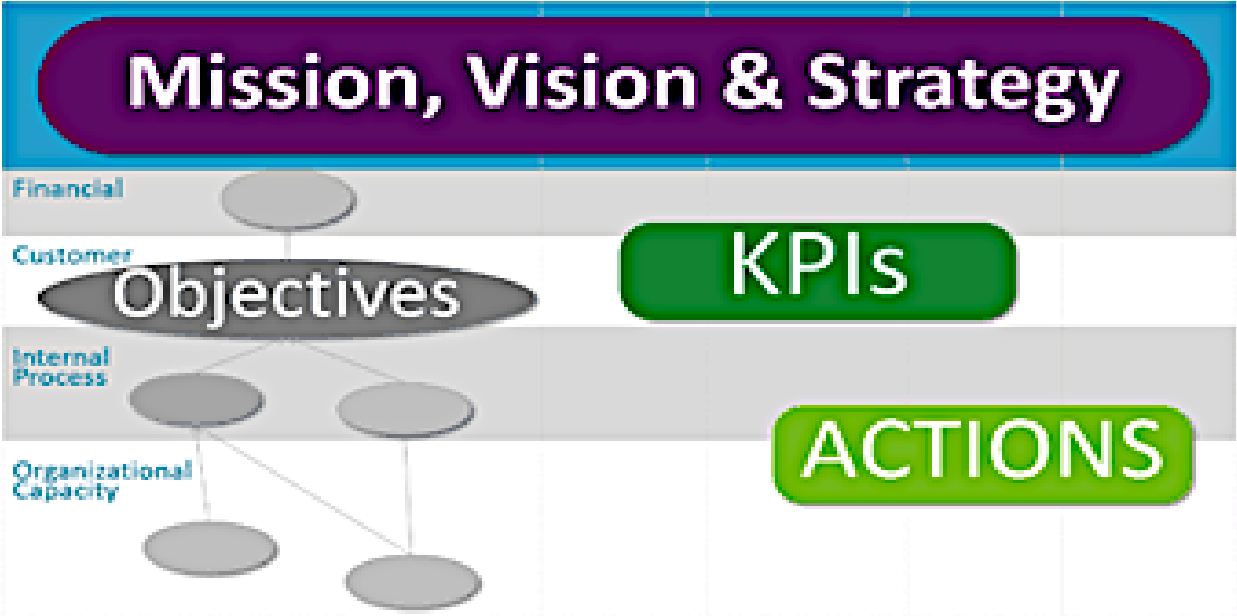 Mission, Vision & Strategy
Financial
Customer
Objectives
KPIs
Internal
Process
ACTIONS
Organizational
Capacity